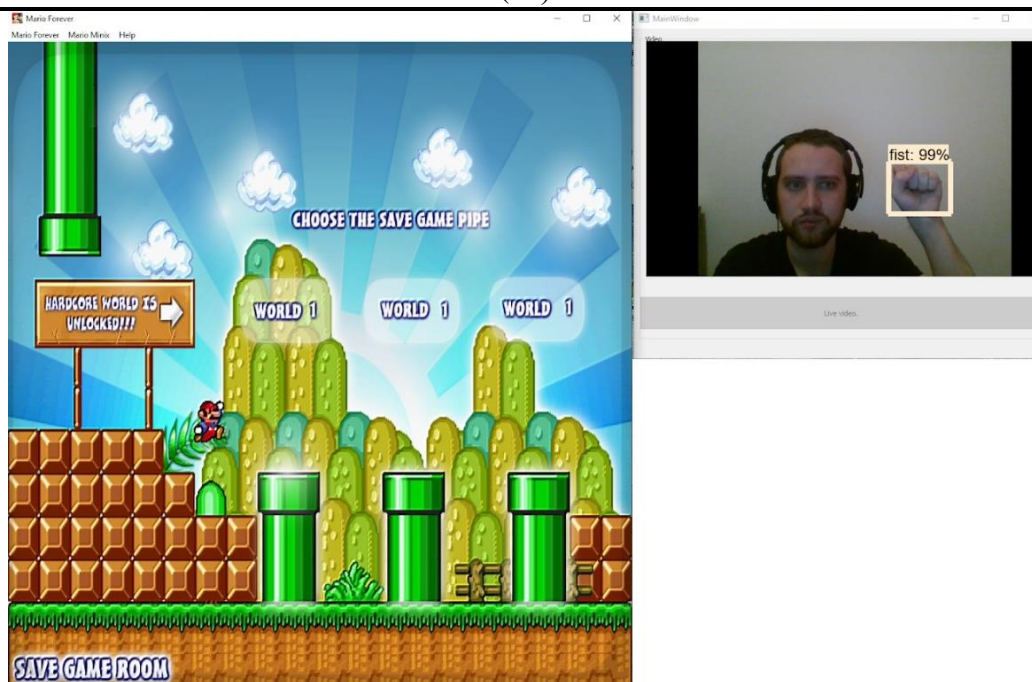 Mario Forever
Mario Forever Mario Minix Help
CHOOSE THE SAVE GAME PIPE
HARDCORE WORLD IS
UNLOCKED!!!
WORLD 1
WORLD 1
WORLD 1
SAVE GAME ROOM
MainWindow
Video
fist: 99%
Live video.